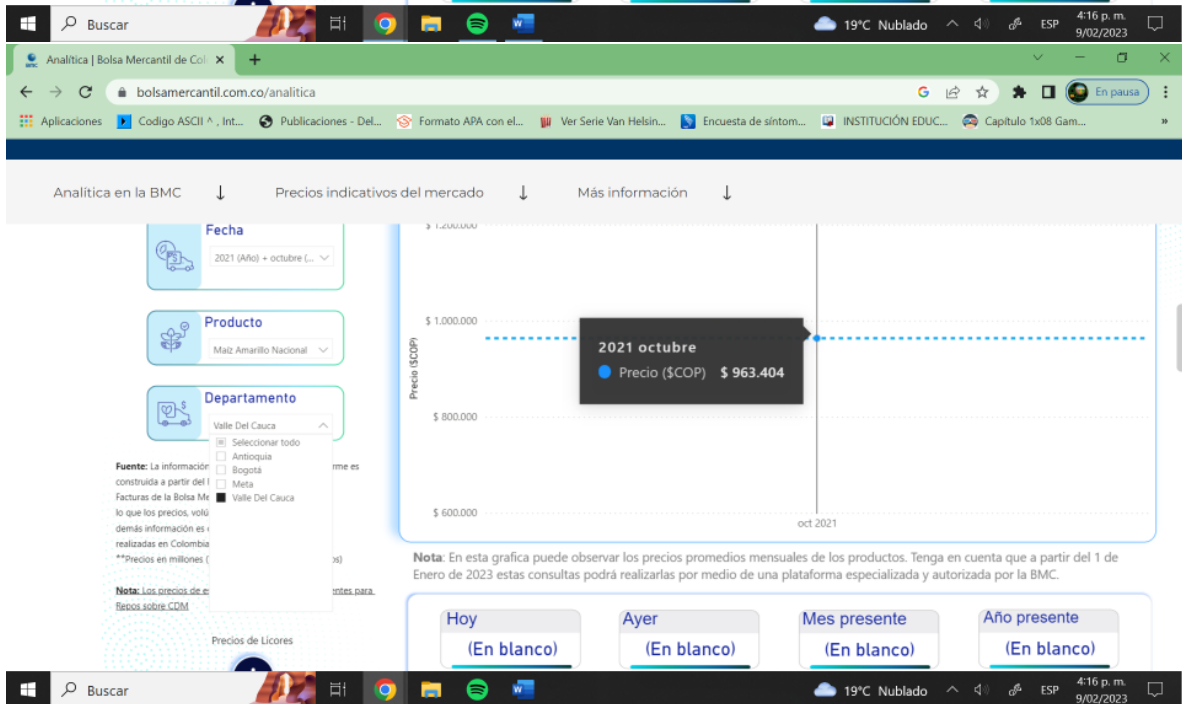 Buscar
19°C Nublado
ESP
4:16 p. m.
9/02/2023
Analítica | Bolsa Mercantil de Col
bolsamercantil.com.co/analitica
En pausa
Aplicaciones
Codigo ASCII ^ , Int...
Publicaciones - Del...
Formato APA con el...
Ver Serie Van Helsin...
Encuesta de síntom...
INSTITUCIÓN EDUC...
Capítulo 1x08 Gam...
»
Analítica en la BMC ↓
Precios indicativos del mercado ↓
Más información ↓
Fecha
2021 (Año) + octubre (...
Producto
Maíz Amarillo Nacional
Departamento
Valle Del Cauca
Seleccionar todo
Antioquia
Bogotá
Meta
Valle Del Cauca
Fuente: La información rme es
construida a partir del
Facturas de la Bolsa Me
lo que los precios, volú
demás información es
realizadas en Colombia
**Precios en millones ( os)
Nota: Los precios de e entes para
Repos sobre CDM
Precios de Licores
$ 1.200.000
$ 1.000.000
$ 800.000
$ 600.000
Precio ($COP)
2021 octubre
Precio ($COP) $ 963.404
oct 2021
Nota: En esta grafica puede observar los precios promedios mensuales de los productos. Tenga en cuenta que a partir del 1 de
Enero de 2023 estas consultas podrá realizarlas por medio de una plataforma especializada y autorizada por la BMC.
Hoy
(En blanco)
Ayer
(En blanco)
Mes presente
(En blanco)
Año presente
(En blanco)
Buscar
19°C Nublado
ESP
4:16 p. m.
9/02/2023